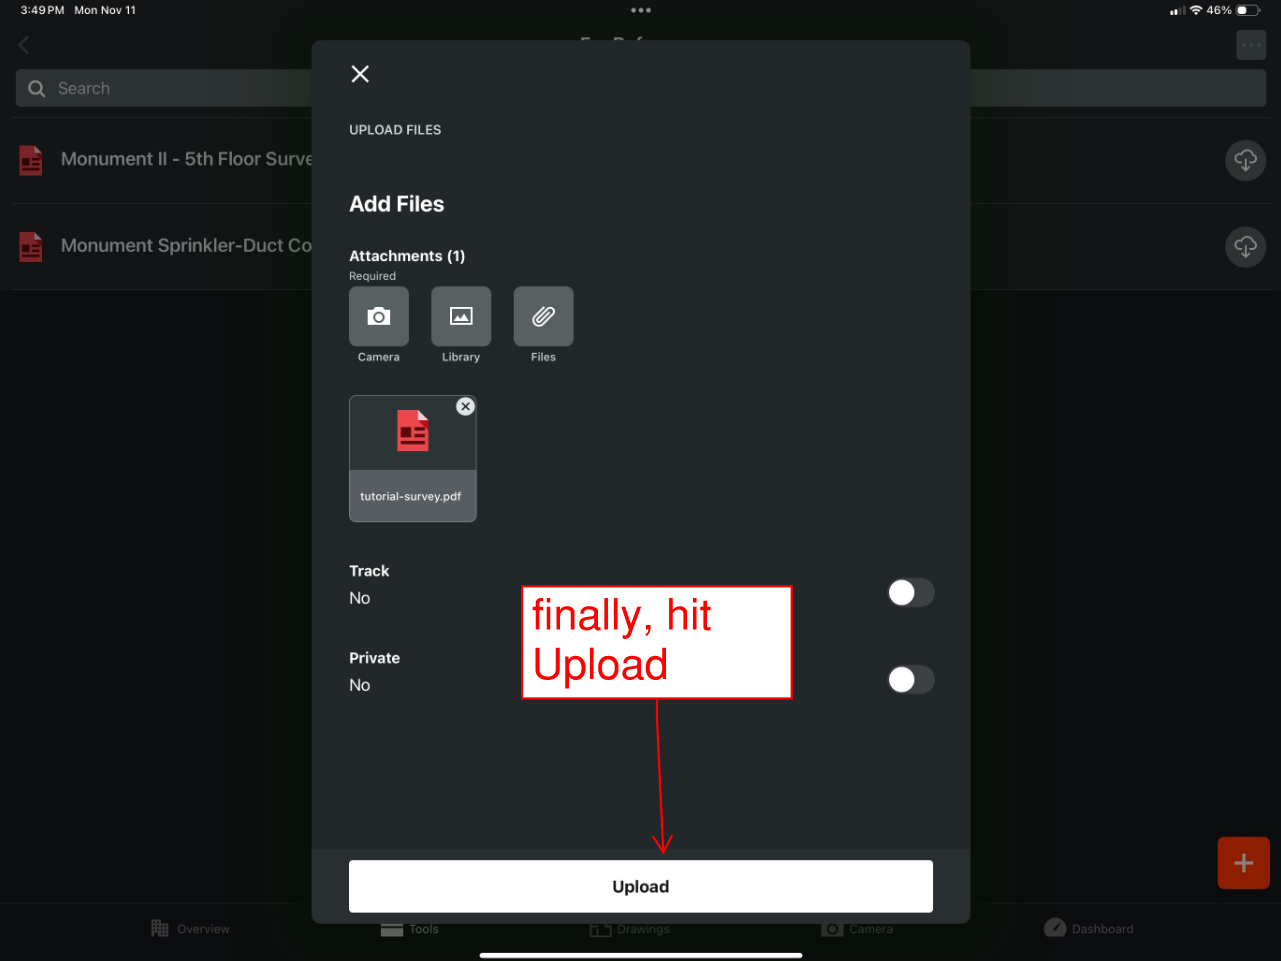 3:49 PM Mon Nov 11
46%
Search
UPLOAD FILES
Monument II - 5th Floor
Add Files
Monument Sprinkler-Duct
Attachments (1)
Required
Camera Library Files
tutorial-survey.pdf
Track
No
finally, hit
Upload
Private
No
Upload
Overview Tools Drawings Camera Dashboard